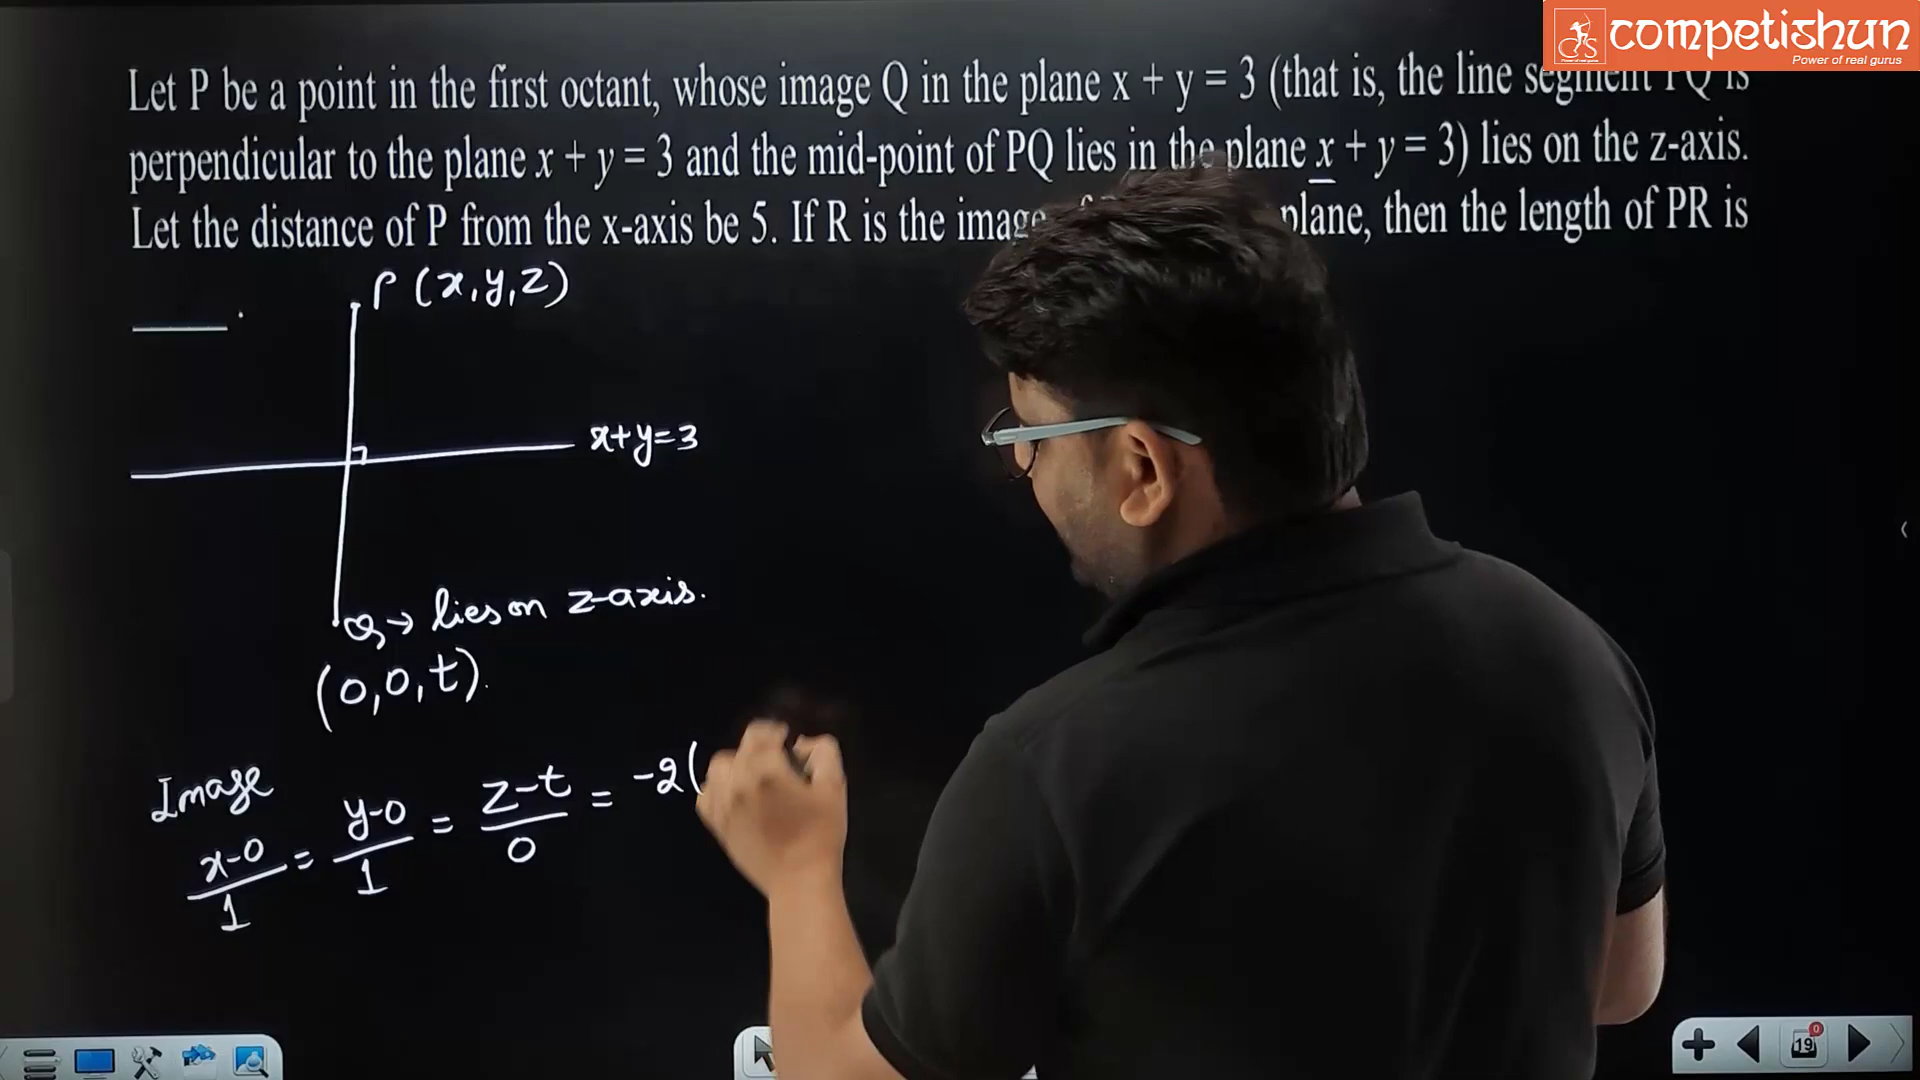 competishun
Power of real gurus
Let P be a point in the first octant, whose image Q in the plane x + y = 3 (that is, the line segment PQ is
perpendicular to the plane x + y = 3 and the mid-point of PQ lies in the plane x + y = 3) lies on the z-axis.
Let the distance of P from the x-axis be 5. If R is the image plane, then the length of PR is
_____.
P (x,y,z)
x+y=3
Q → lies on z-axis.
(0,0,t).
Image
x-0/1 = y-0/1 = z-t/0 = -2(
19
0